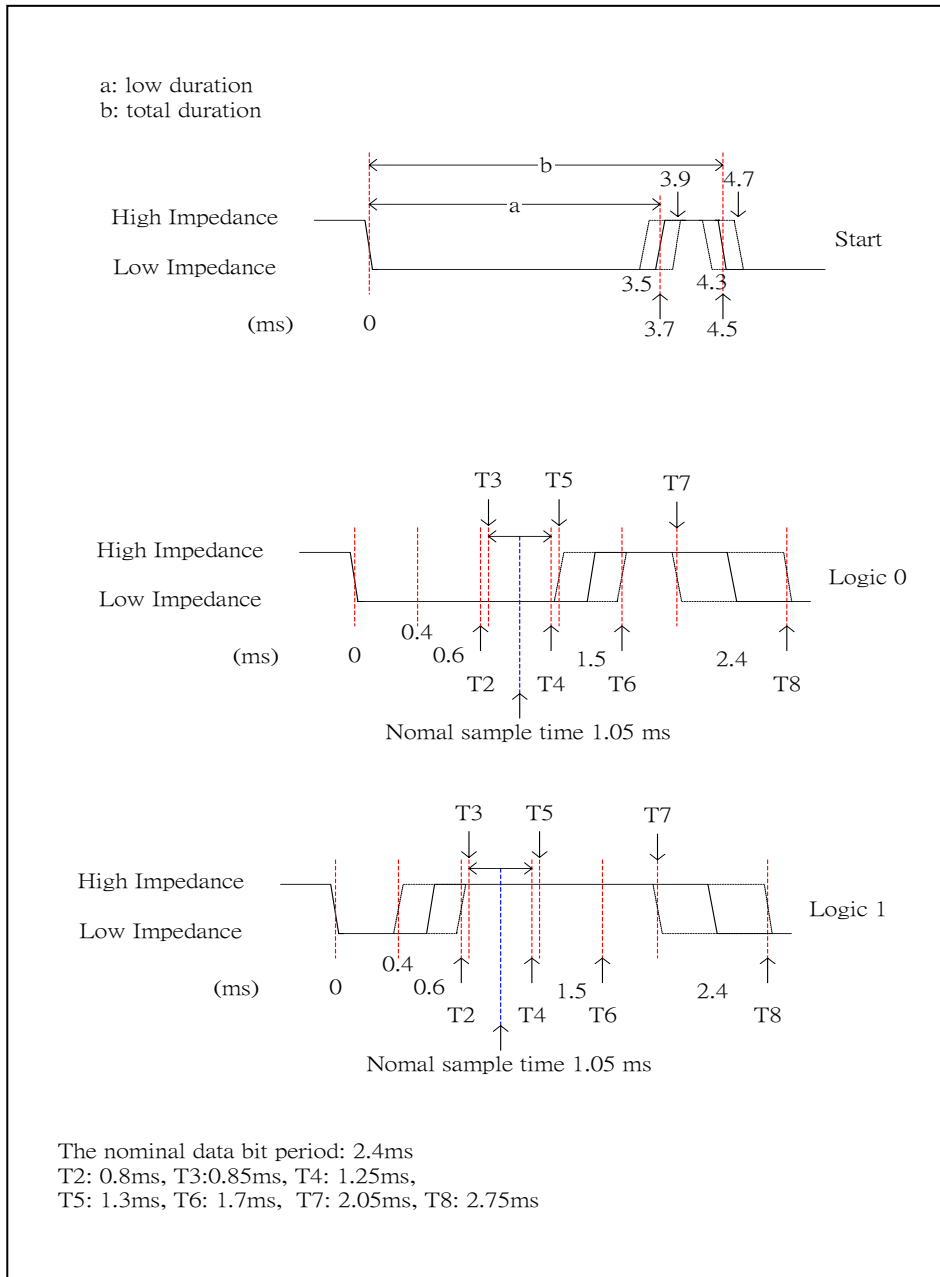 a: low duration
b: total duration
b
3.9 4.7
a
High Impedance
Start
Low Impedance
3.5 4.3
(ms) 0 3.7 4.5
T3 T5 T7
High Impedance
Logic 0
Low Impedance
0.4
(ms) 0 0.6 1.5 2.4
T2 T4 T6 T8
Nomal sample time 1.05 ms
T3 T5 T7
High Impedance
Logic 1
Low Impedance
0.4
(ms) 0 0.6 1.5 2.4
T2 T4 T6 T8
Nomal sample time 1.05 ms
The nominal data bit period: 2.4ms
T2: 0.8ms, T3:0.85ms, T4: 1.25ms,
T5: 1.3ms, T6: 1.7ms, T7: 2.05ms, T8: 2.75ms